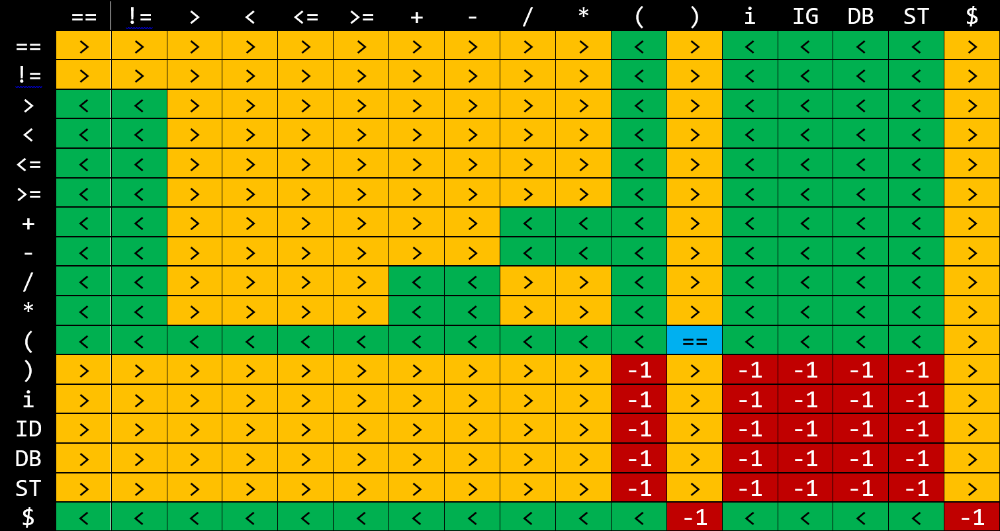 == != > < <= >= + - / * ( ) i IG DB ST $
== > > > > > > > > > > < > < < < < >
!= > > > > > > > > > > < > < < < < >
> < < > > > > > > > > < > < < < < >
< < < > > > > > > > > < > < < < < >
<= < < > > > > > > > > < > < < < < >
>= < < > > > > > > > > < > < < < < >
+ < < > > > > > > < < < > < < < < >
- < < > > > > > > < < < > < < < < >
/ < < > > > > < < > > < > < < < < >
* < < > > > > < < > > < > < < < < >
( < < < < < < < < < < < == < < < < >
) > > > > > > > > > > -1 > -1 -1 -1 -1 >
i > > > > > > > > > > -1 > -1 -1 -1 -1 >
ID > > > > > > > > > > -1 > -1 -1 -1 -1 >
DB > > > > > > > > > > -1 > -1 -1 -1 -1 >
ST > > > > > > > > > > -1 > -1 -1 -1 -1 >
$ < < < < < < < < < < < -1 < < < < -1